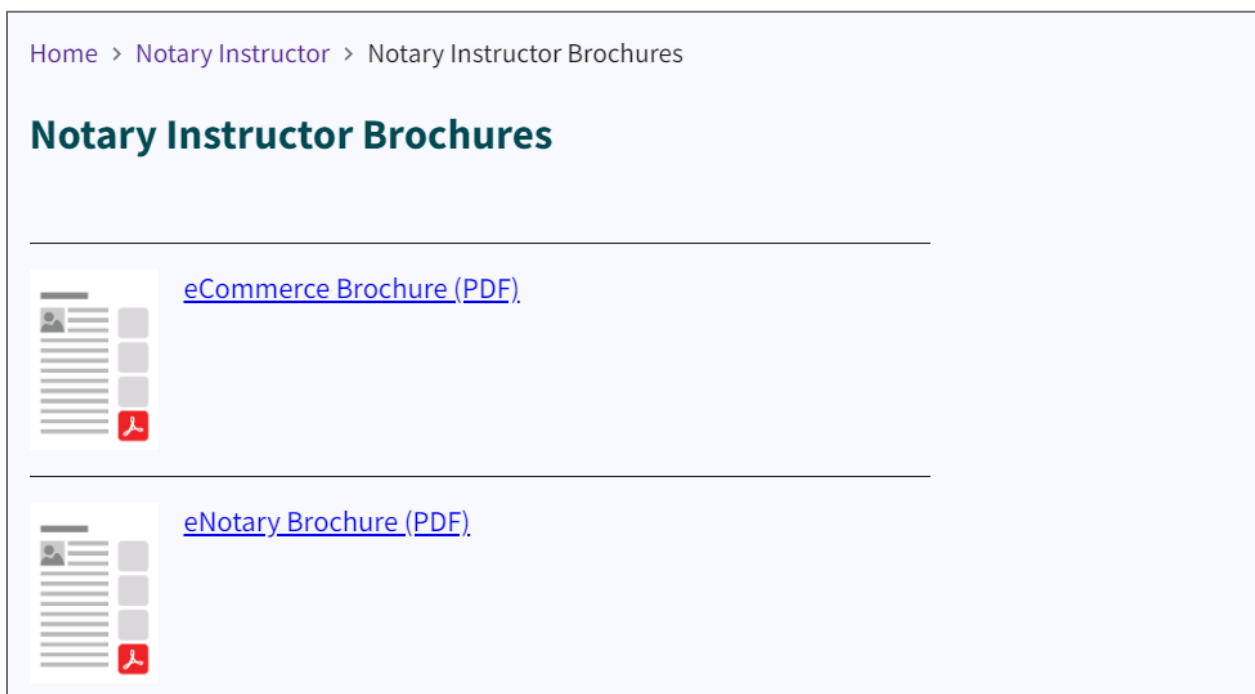 Home > Notary Instructor > Notary Instructor Brochures
Notary Instructor Brochures
eCommerce Brochure (PDF)
eNotary Brochure (PDF)